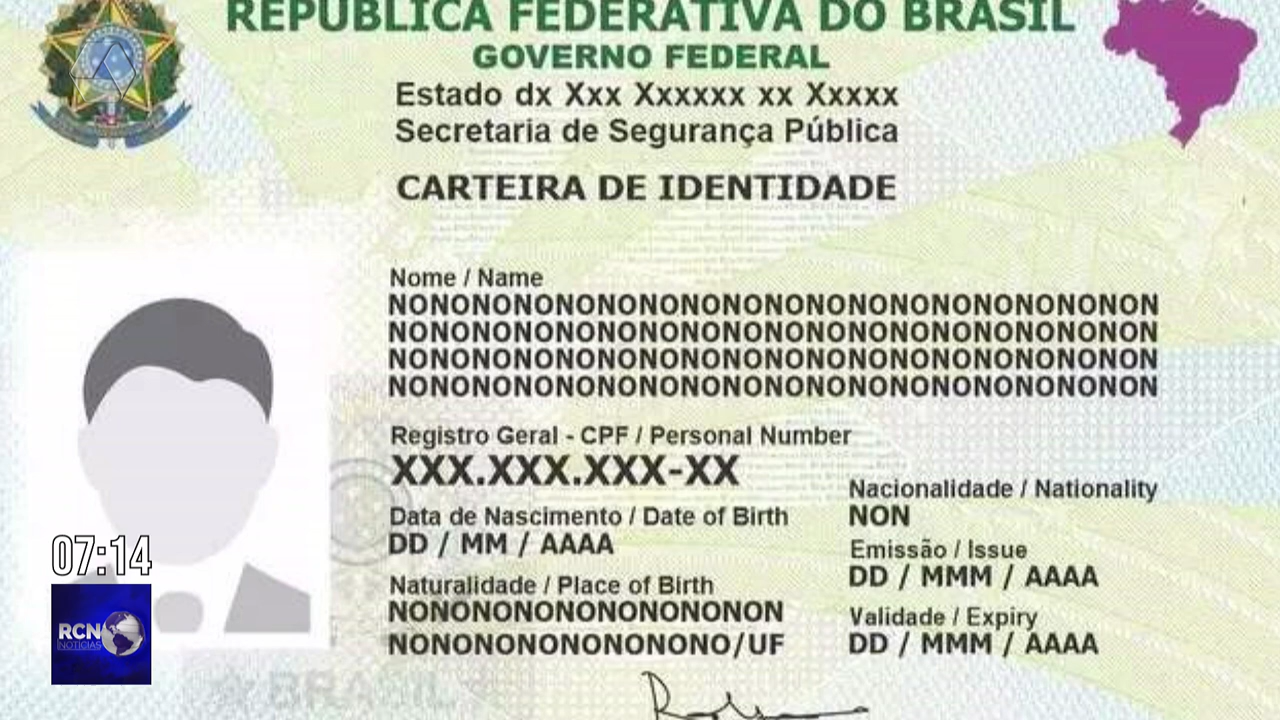 REPÚBLICA FEDERATIVA DO BRASIL
GOVERNO FEDERAL
Estado dx Xxx Xxxxxx xx Xxxxx
Secretaria de Segurança Pública
CARTEIRA DE IDENTIDADE
Nome / Name
NONONONONONONONONONONONONONONONONONON
NONONONONONONONONONONONONONONONONONON
NONONONONONONONONONONONONONONONONONON
NONONONONONONONONONONONONONONONONONON
Registro Geral - CPF / Personal Number
XXX.XXX.XXX-XX
Nacionalidade / Nationality
NON
Data de Nascimento / Date of Birth
DD / MM / AAAA
Emissão / Issue
DD / MMM / AAAA
Naturalidade / Place of Birth
NONONONONONONONONON
NONONONONONONONO/UF
Validade / Expiry
DD / MMM / AAAA
07:14
RCN
NOTÍCIAS
BRASIL